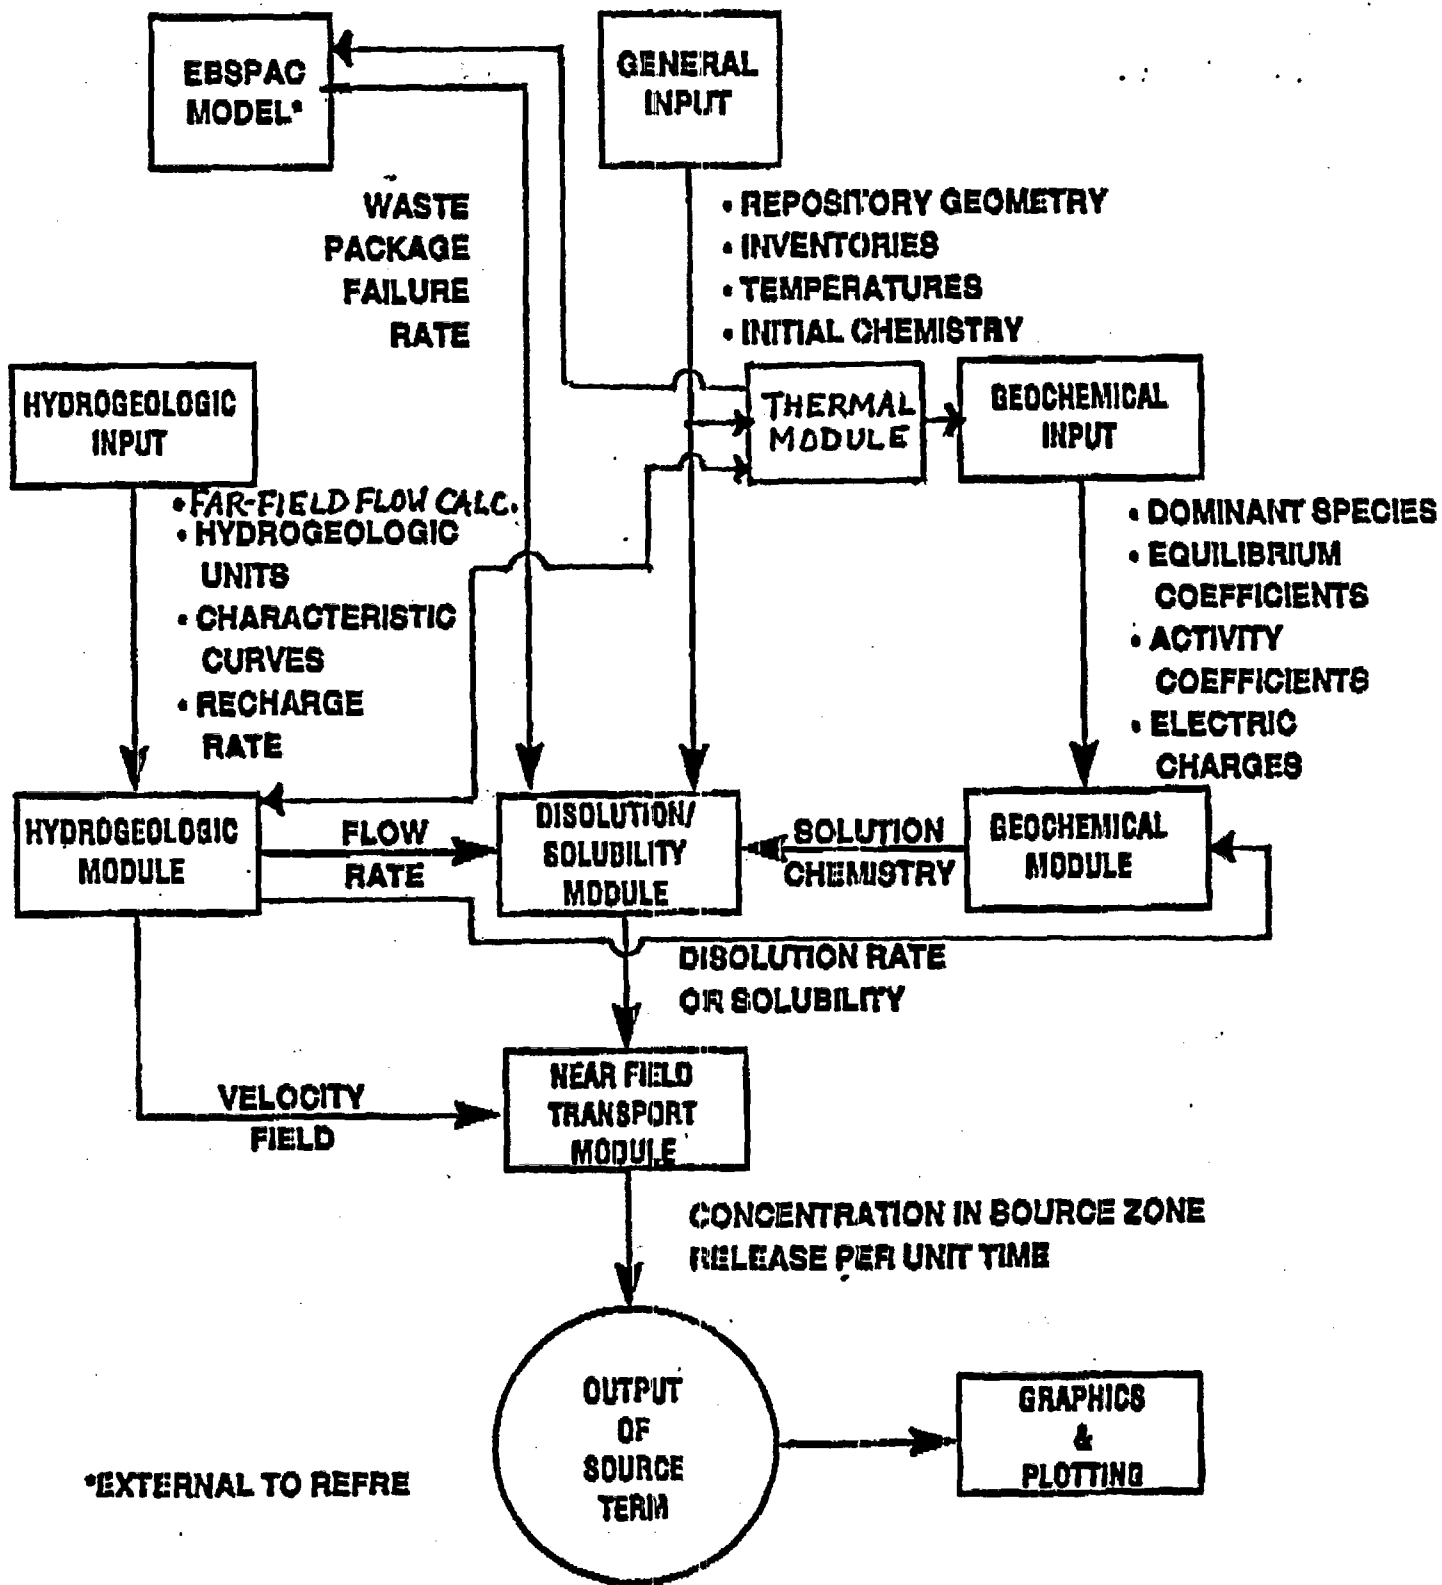 EBSPAC
MODEL*
GENERAL
INPUT
WASTE
PACKAGE
FAILURE
RATE
• REPOSITORY GEOMETRY
• INVENTORIES
• TEMPERATURES
• INITIAL CHEMISTRY
HYDROGEOLOGIC
INPUT
THERMAL
MODULE
GEOCHEMICAL
INPUT
• FAR-FIELD FLOW CALC.
• HYDROGEOLOGIC
UNITS
• CHARACTERISTIC
CURVES
• RECHARGE
RATE
• DOMINANT SPECIES
• EQUILIBRIUM
COEFFICIENTS
• ACTIVITY
COEFFICIENTS
• ELECTRIC
CHARGES
HYDROGEOLOGIC
MODULE
FLOW
RATE
DISOLUTION/
SOLUBILITY
MODULE
SOLUTION
CHEMISTRY
GEOCHEMICAL
MODULE
DISOLUTION RATE
OR SOLUBILITY
VELOCITY
FIELD
NEAR FIELD
TRANSPORT
MODULE
CONCENTRATION IN SOURCE ZONE
RELEASE PER UNIT TIME
OUTPUT
OF
SOURCE
TERM
GRAPHICS
&
PLOTTING
*EXTERNAL TO REFRE